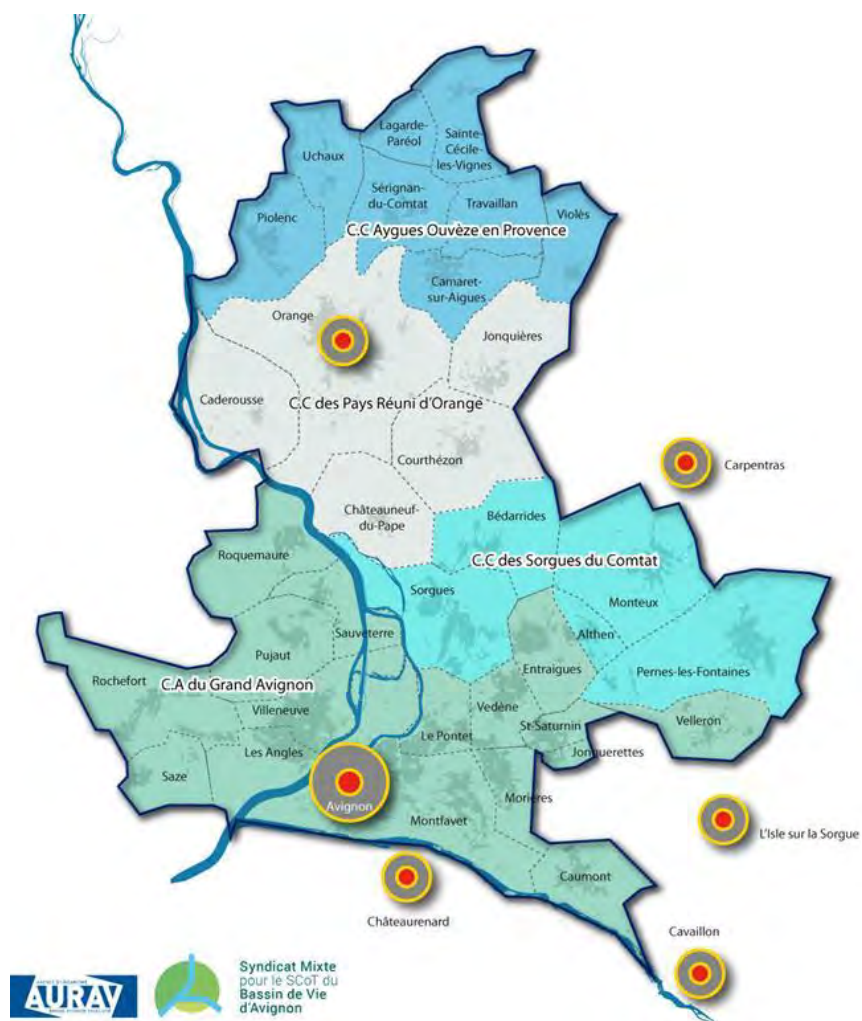 Lagarde-
Paréol
Sainte-
Cécile-
les-Vignes
Uchaux
Sérignan-
du-Comtat
Travaillan
Piolenc
Violès
C.C Aygues Ouvèze en Provence
Camaret-
sur-Aigues
Orange
Jonquières
Caderousse
C.C des Pays Réuni d'Orange
Courthézon
Carpentras
Châteauneuf-
du-Pape
Bédarrides
Roquemaure
C.C des Sorgues du Comtat
Sorgues
Monteux
Sauveterre
Althen
Pujaut
Entraigues
Pernes-les-Fontaines
Rochefort
C.A du Grand Avignon
Villeneuve
Vedène
Velleron
Le Pontet
St-Saturnin
Les Angles
Jonquerettes
Saze
Avignon
Morières
Montfavet
L'Isle sur la Sorgue
Caumont
Châteaurenard
Cavaillon
AURAV
Syndicat Mixte
pour le SCoT du
Bassin de Vie
d'Avignon